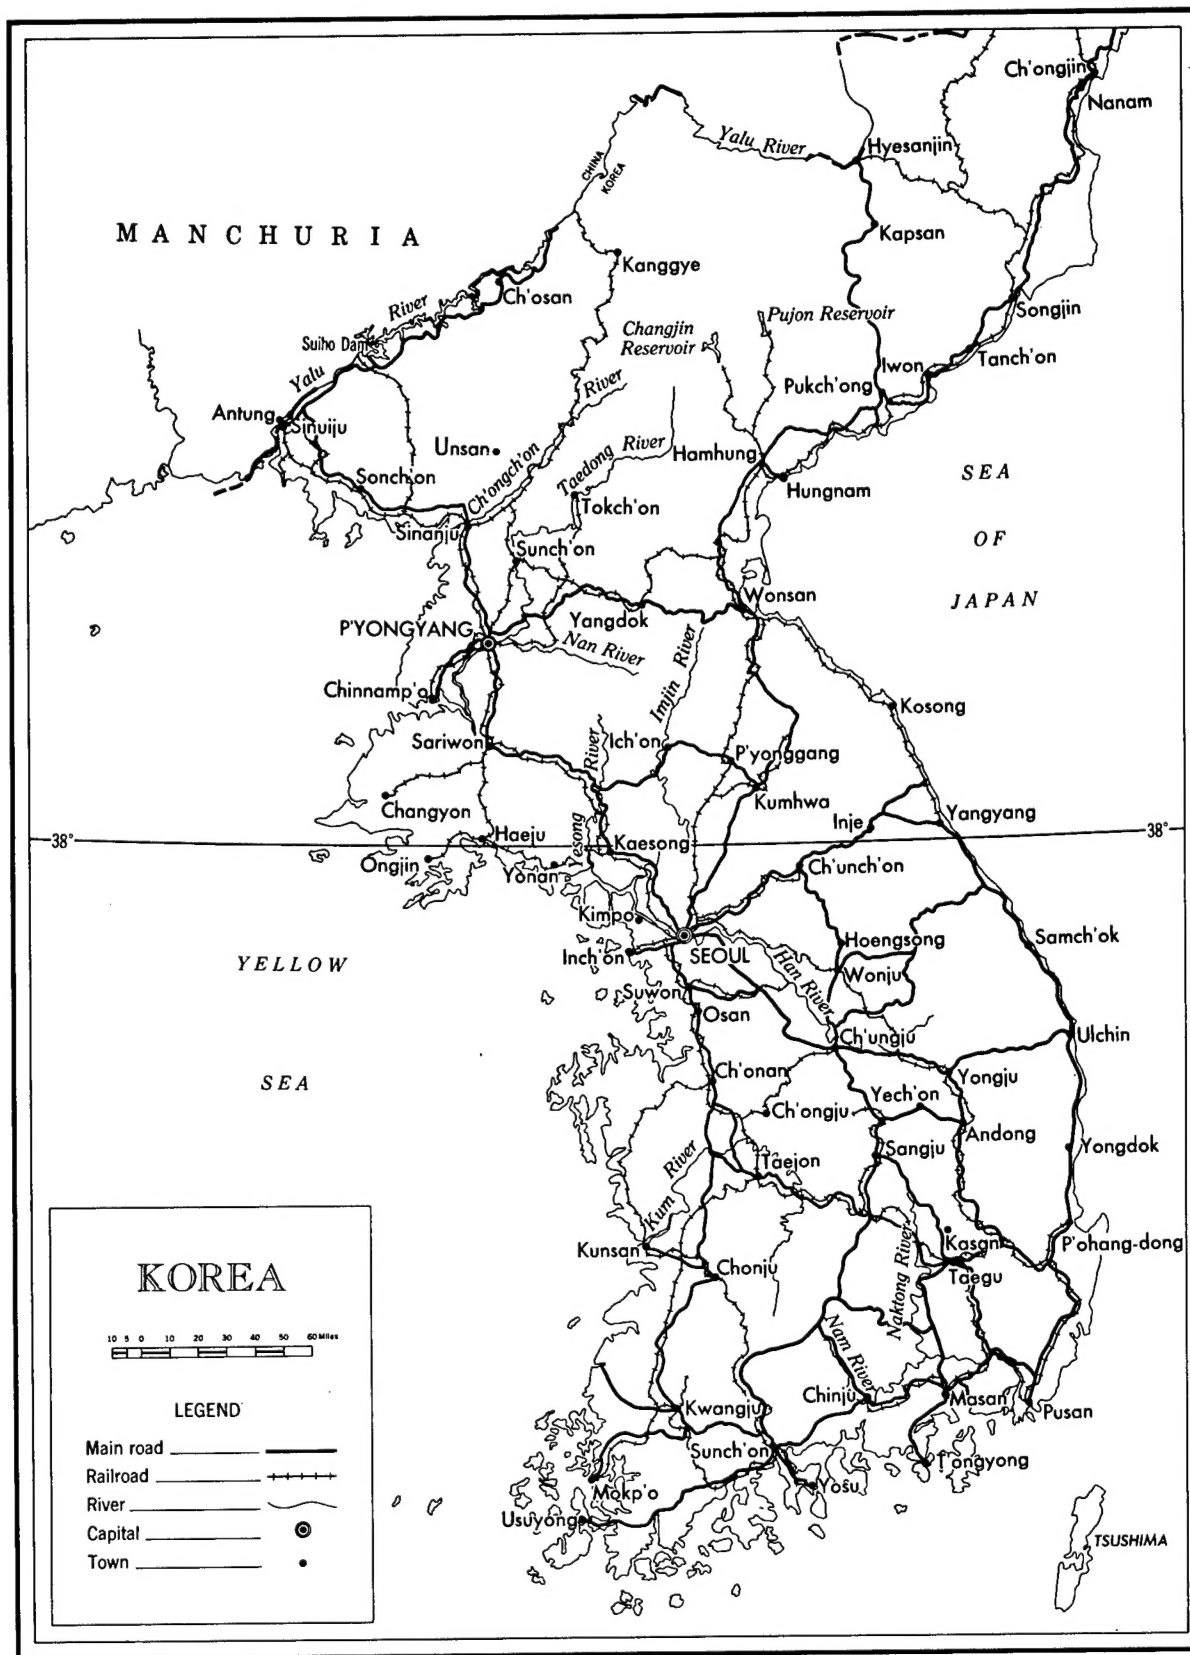 Ch'ongjin
Nanam
Yalu River
Hyesanjin
CHINA
KOREA
MANCHURIA
Kapsan
Kanggye
Ch'osan
River
Pujon Reservoir
Songjin
Changjin
Reservoir
Suiho Dam
Tanch'on
Iwon
Yalu
River
Pukch'ong
Antung
Sinuiju
Unsan
Taedong River
Hamhung
SEA
Sonch'on
Ch'ongch'on
Hungnam
Tokch'on
Sinanju
OF
Sunch'on
Wonsan
JAPAN
Yangdok
P'YONGYANG
Nan River
Imjin River
Chinnamp'o
Kosong
Sariwon
River
Ich'on
P'yonggang
Changyon
Kumhwa
Yangyang
Inje
38°
38°
Haeju
Yesong
Kaesong
Ongjin
Yonan
Ch'unch'on
Kimpo
Hoengsong
Samch'ok
Inch'on
SEOUL
YELLOW
Han River
Wonju
Suwon
Osan
Ch'ungju
Ulchin
Ch'onan
Yongju
SEA
Yech'on
Ch'ongju
Andong
Sangju
Yongdok
Taejon
Kum River
Kunsan
Kasan
P'ohang-dong
Chonju
Taegu
Naktong River
KOREA
10 5 0 10 20 30 40 50 60 Miles
Nam River
Chinju
Masan
Pusan
LEGEND
Kwangju
Main road
Sunch'on
T'ongyong
Railroad
Mokp'o
Yosu
River
Usuyong
Capital
TSUSHIMA
Town